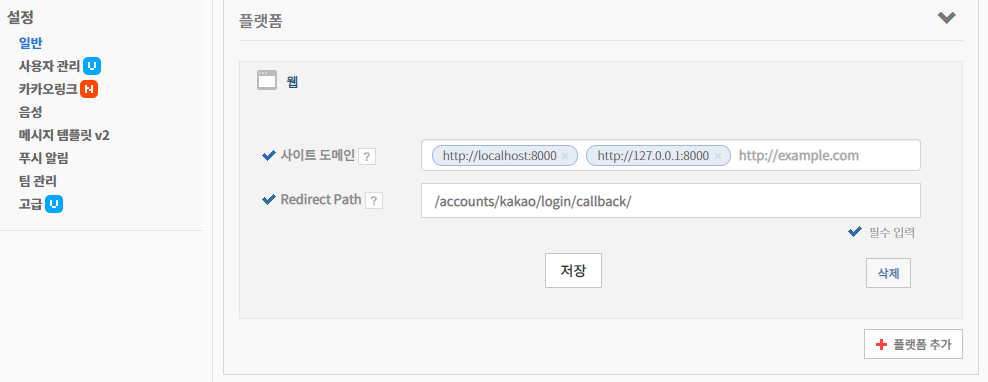 설정
일반
사용자 관리 U
카카오링크 N
음성
메시지 템플릿 v2
푸시 알림
팀 관리
고급 U
플랫폼
웹
사이트 도메인 ? http://localhost:8000 × http://127.0.0.1:8000 × http://example.com
Redirect Path ? /accounts/kakao/login/callback/
필수 입력
저장 삭제
플랫폼 추가